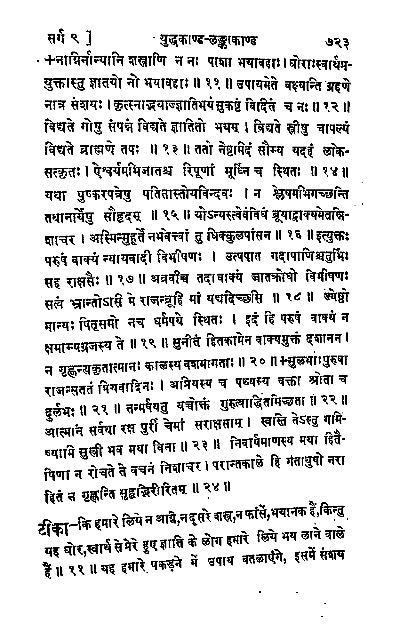 सर्ग ९ ] युद्धकाण्ड-लङ्काकाण्ड ७२३
+नाग्निर्नान्यानि शस्त्राणि न नः पाशा भयावहाः। घोराःस्वार्थप्र-
युक्तास्तु ज्ञातयो नो भयावहाः ॥ ११ ॥ उपायमेते वक्ष्यन्ति ग्रहणे
नात्र संशयः। कृत्स्नाद्भयाज्ज्ञातिभयं सुकष्टं विदितं च नः ॥ १२ ॥
विद्यते गोषु संपन्नं विद्यते ज्ञातितो भयम्। विद्यते स्त्रीषु चापल्यं
विद्यते ब्राह्मणे तपः ॥ १३ ॥ ततो नेष्टमिदं सौम्य यदहं लोक-
सत्कृतः। ऐश्वर्यमभिजातश्च रिपूणां मूर्ध्नि च स्थितः ॥ १४ ॥
यथा पुष्करपत्रेषु पतितास्तोयबिन्दवः। न श्लेषमभिगच्छन्ति
तथानार्येषु सौहृदम् ॥ १५ ॥ योऽन्यस्त्वेवंविधं ब्रूयाद्वाक्यमेतन्नि-
शाचर। अस्मिन्मुहूर्ते नभवेत्त्वां तु धिक्कुलपांसन ॥ १६ ॥ इत्युक्तः
परुषं वाक्यं न्यायवादी विभीषणः। उत्पपात गदापाणिश्चतुर्भिः
सह राक्षसैः ॥ १७ ॥ अब्रवीच्च तदावाक्यं जातक्रोधो विभीषणः
सत्वं भ्रान्तोऽसि मे राजन्ब्रूहि मां यद्यदिच्छसि ॥ १८ ॥ ज्येष्ठो
मान्यः पितृसमो नच धर्मपथे स्थितः। इदं हि परुषं वाक्यं न
क्षमाम्यग्रजस्य ते ॥ १९ ॥ सुनीतं हितकामेन वाक्यमुक्तं दशानन।
न गृह्णन्त्यकृतात्मानः कालस्य वशमागताः ॥ २० ॥ +सुलभाःपुरुषा
राजन्सततं प्रियवादिनः। अप्रियस्य च पथ्यस्य वक्ता श्रोता च
दुर्लभः ॥ २१ ॥ तन्मर्षयतु यच्चोक्तं गुरुत्वाद्धितमिच्छता ॥ २२ ॥
आत्मानं सर्वथा रक्ष पुरीं चेमां सराक्षसाम्। स्वस्ति तेऽस्तु गमि-
ष्यामि सुखी भव मया विना ॥ २३ ॥ निवार्यमाणस्य मया हितै-
षिणा न रोचते ते वचनं निशाचर। परान्तकाले हि गतायुषो नरा
हितं न गृह्णन्ति सुहृद्भिरीरितम् ॥ २४ ॥
टीका–कि हमारे लिये न आग्नि, न दूसरे शस्त्र, न फांसें, भयानक हैं, किन्तु
यह घोर, स्वार्थ से प्रेरे हुए ज्ञाति के लोग हमारे लिये भय लाने वाले
हैं ॥ ११ ॥ यह हमारे पकड़ने में उपाय बतलाएंगे, इसमें संशय